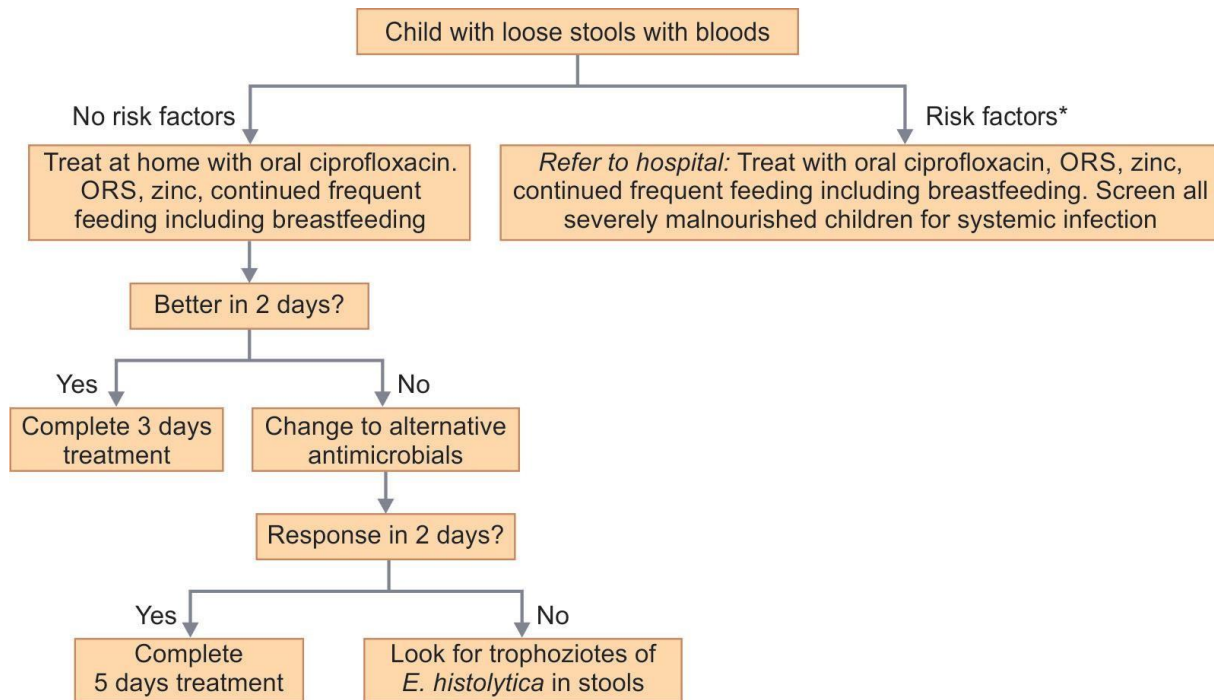 Child with loose stools with bloods
No risk factors
Risk factors*
Treat at home with oral ciprofloxacin.
ORS, zinc, continued frequent
feeding including breastfeeding
Refer to hospital: Treat with oral ciprofloxacin, ORS, zinc,
continued frequent feeding including breastfeeding. Screen all
severely malnourished children for systemic infection
Better in 2 days?
Yes
No
Complete 3 days
treatment
Change to alternative
antimicrobials
Response in 2 days?
Yes
No
Complete
5 days treatment
Look for trophoziotes of
E. histolytica in stools